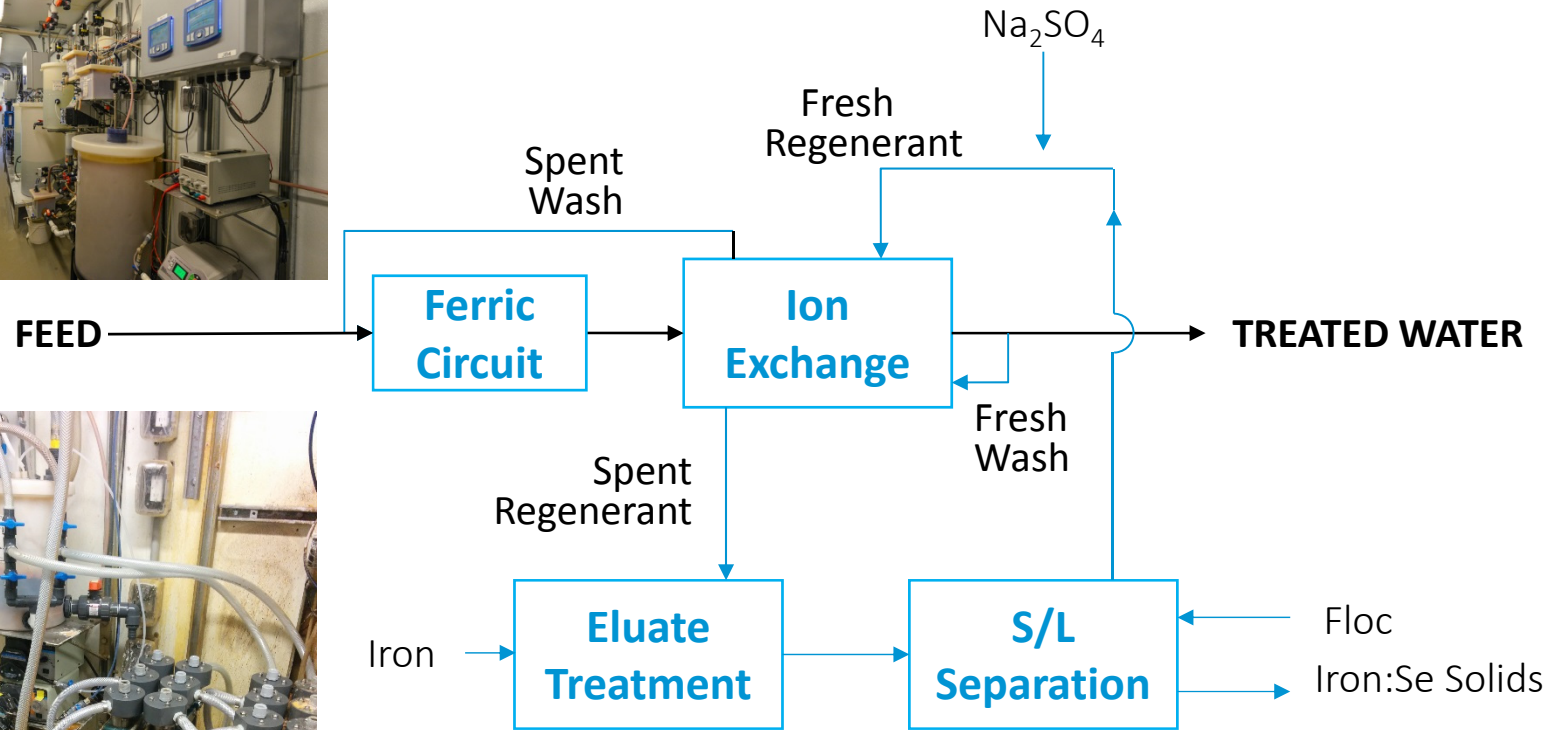 Na₂SO₄
Fresh
Regenerant
Spent
Wash
FEED
Ferric
Circuit
Ion
Exchange
TREATED WATER
Fresh
Wash
Spent
Regenerant
Iron
Eluate
Treatment
S/L
Separation
Floc
Iron:Se Solids